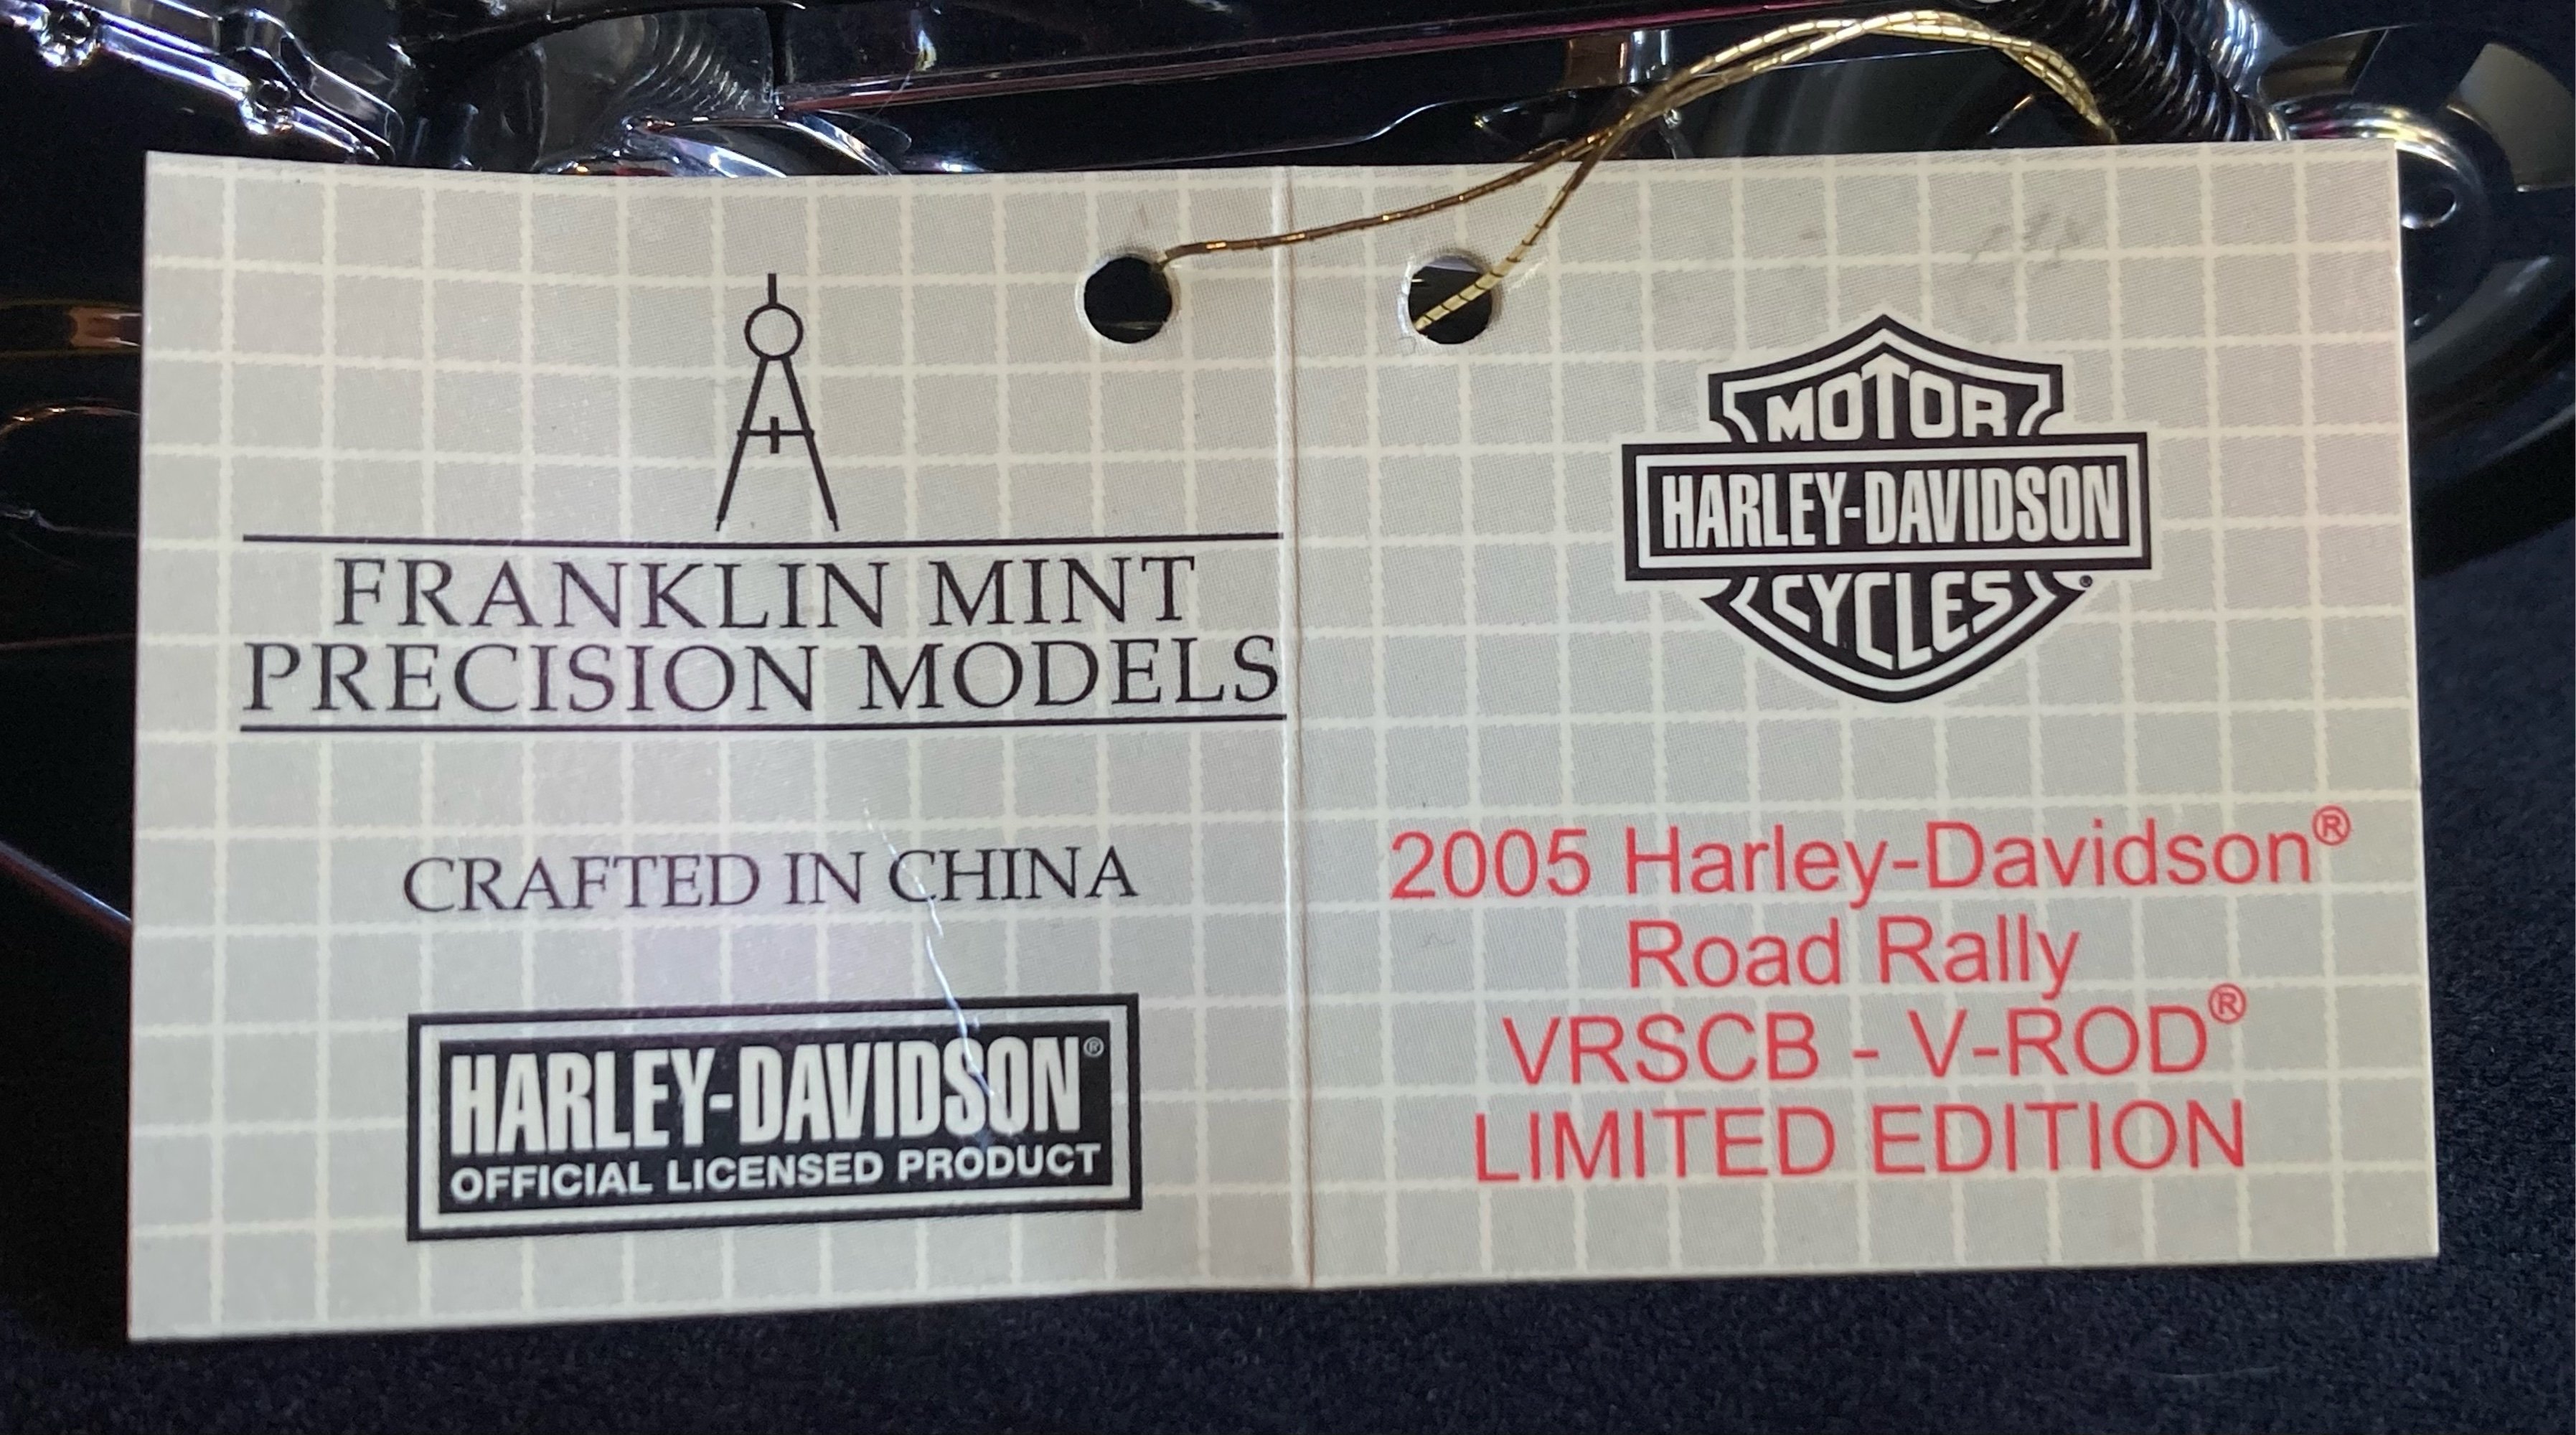 FRANKLIN MINT
PRECISION MODELS
CRAFTED IN CHINA
HARLEY-DAVIDSON®
OFFICIAL LICENSED PRODUCT
MOTOR
HARLEY-DAVIDSON
CYCLES
2005 Harley-Davidson®
Road Rally
VRSCB - V-ROD®
LIMITED EDITION